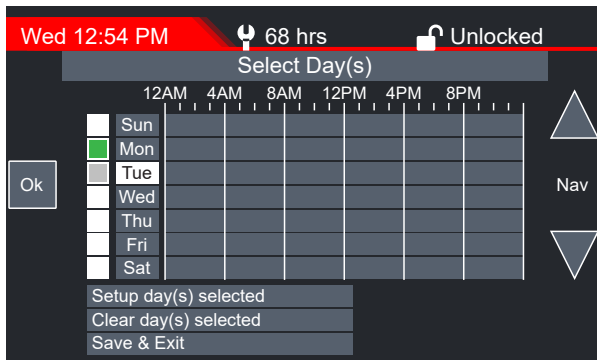 Wed 12:54 PM 68 hrs Unlocked
Select Day(s)
12AM 4AM 8AM 12PM 4PM 8PM
Sun
Mon
Tue
Ok Wed Nav
Thu
Fri
Sat
Setup day(s) selected
Clear day(s) selected
Save & Exit